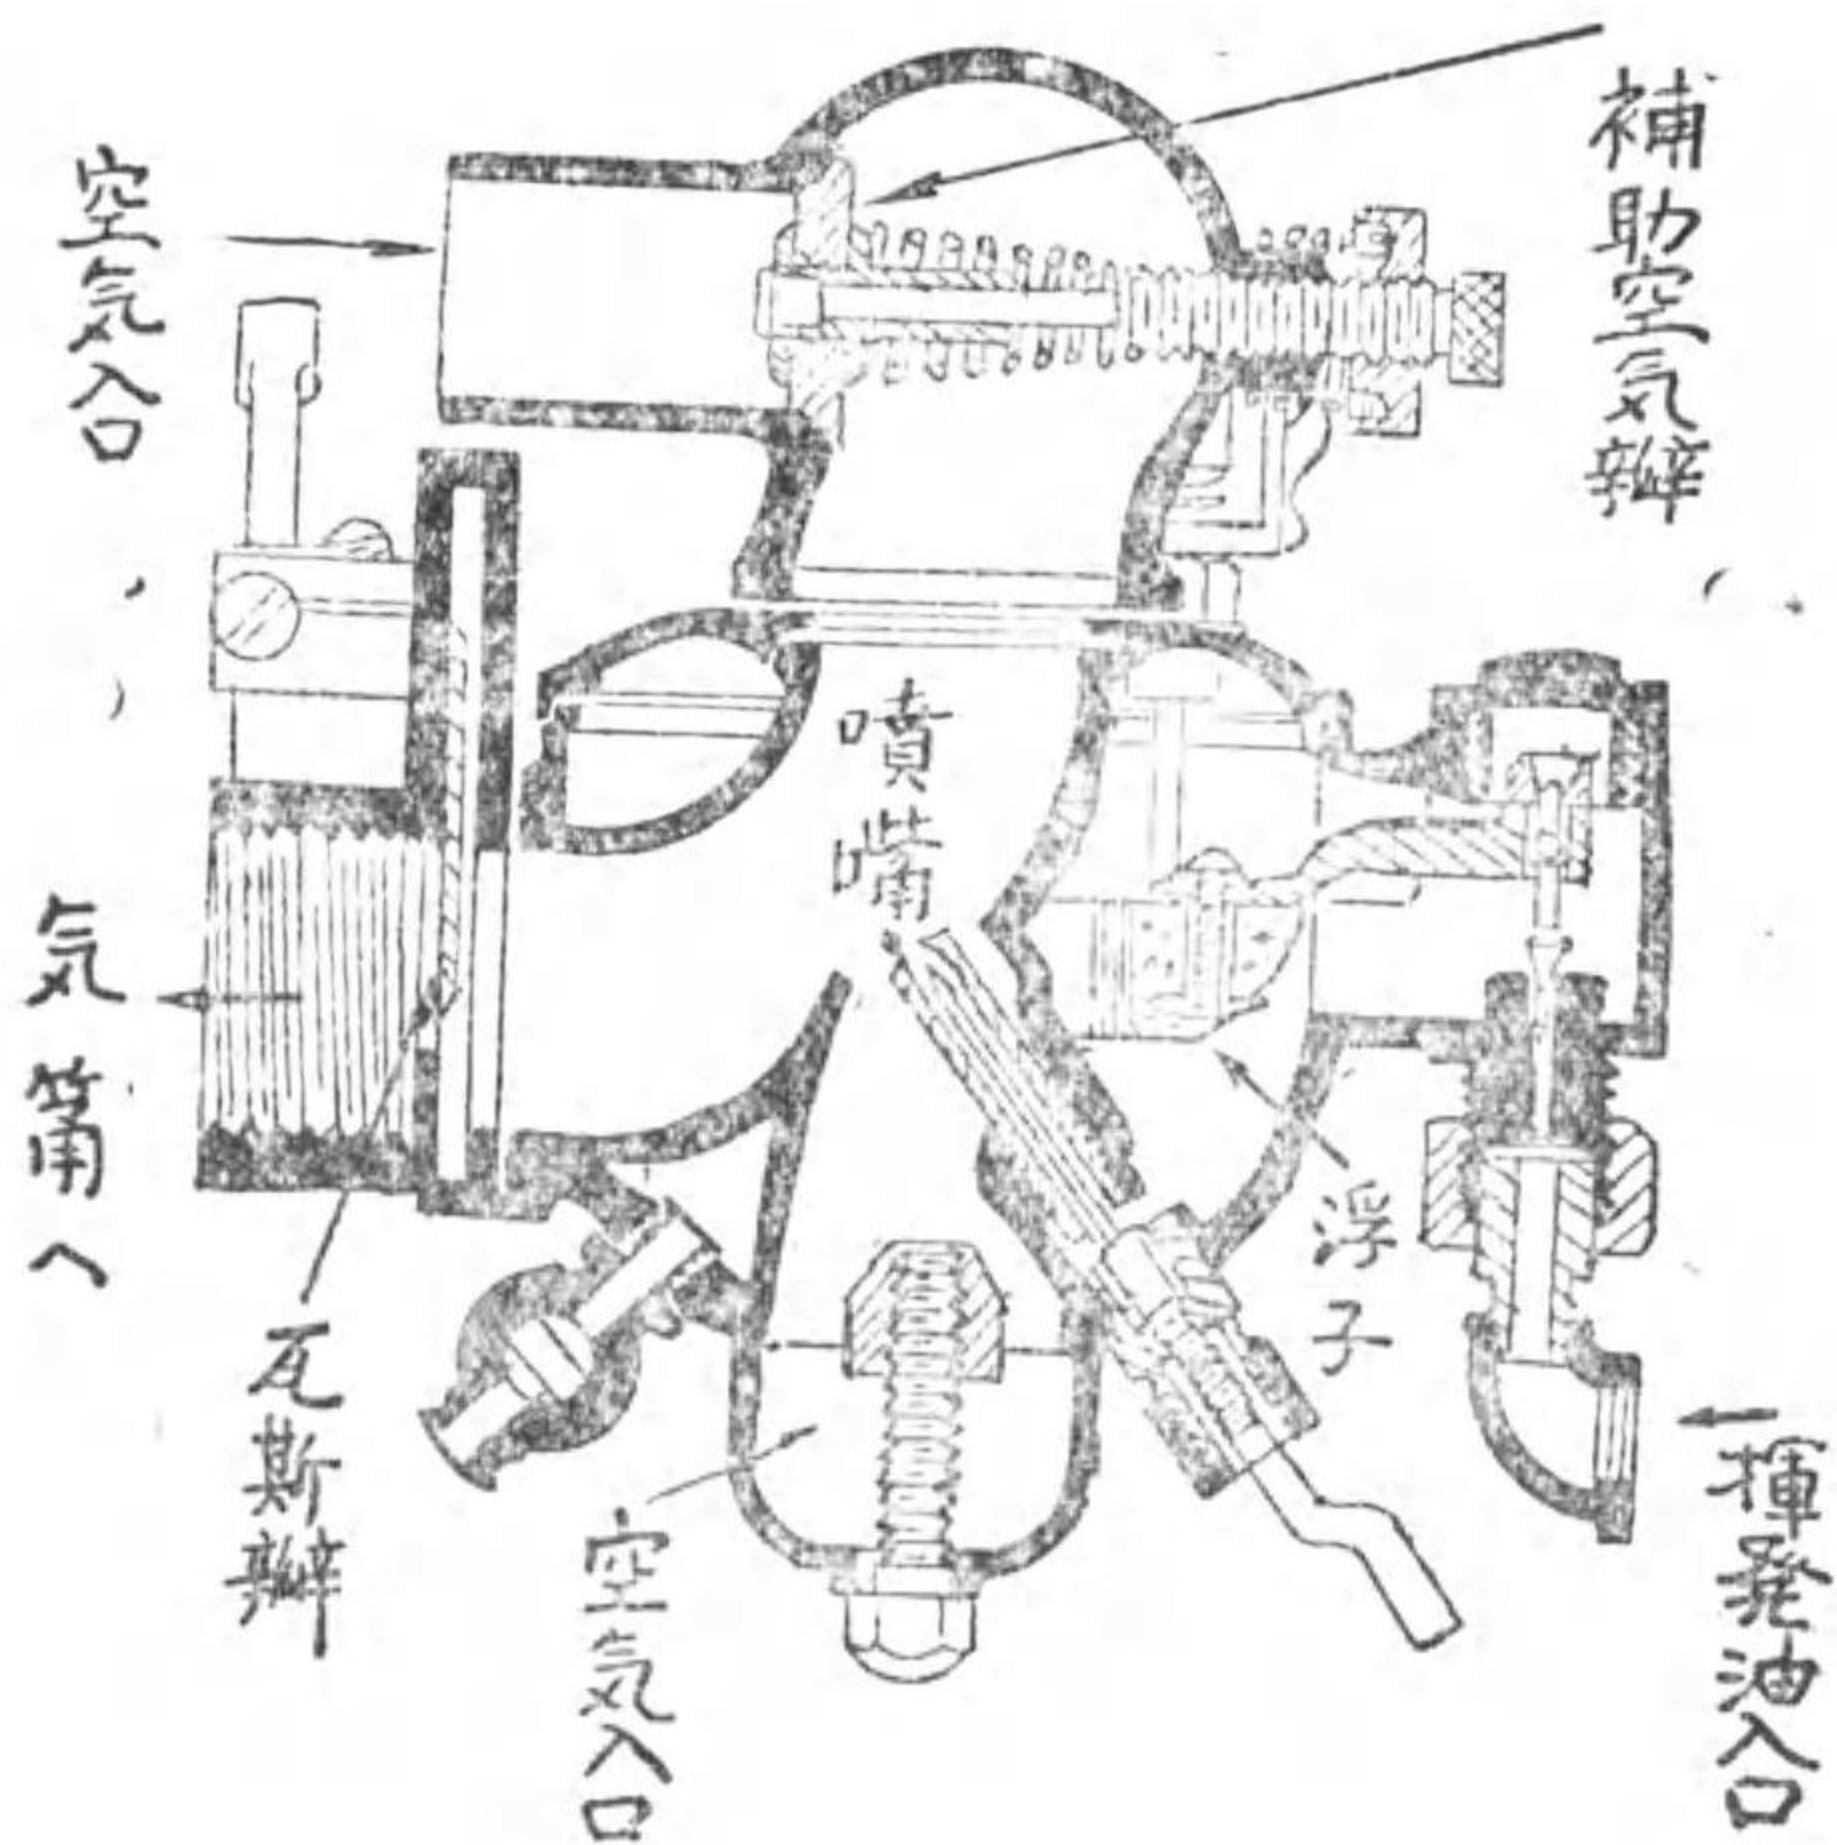 補助空気瓣
空気入口
噴嘴
気筩へ
浮子
瓦斯瓣
揮発油入口
空気入口